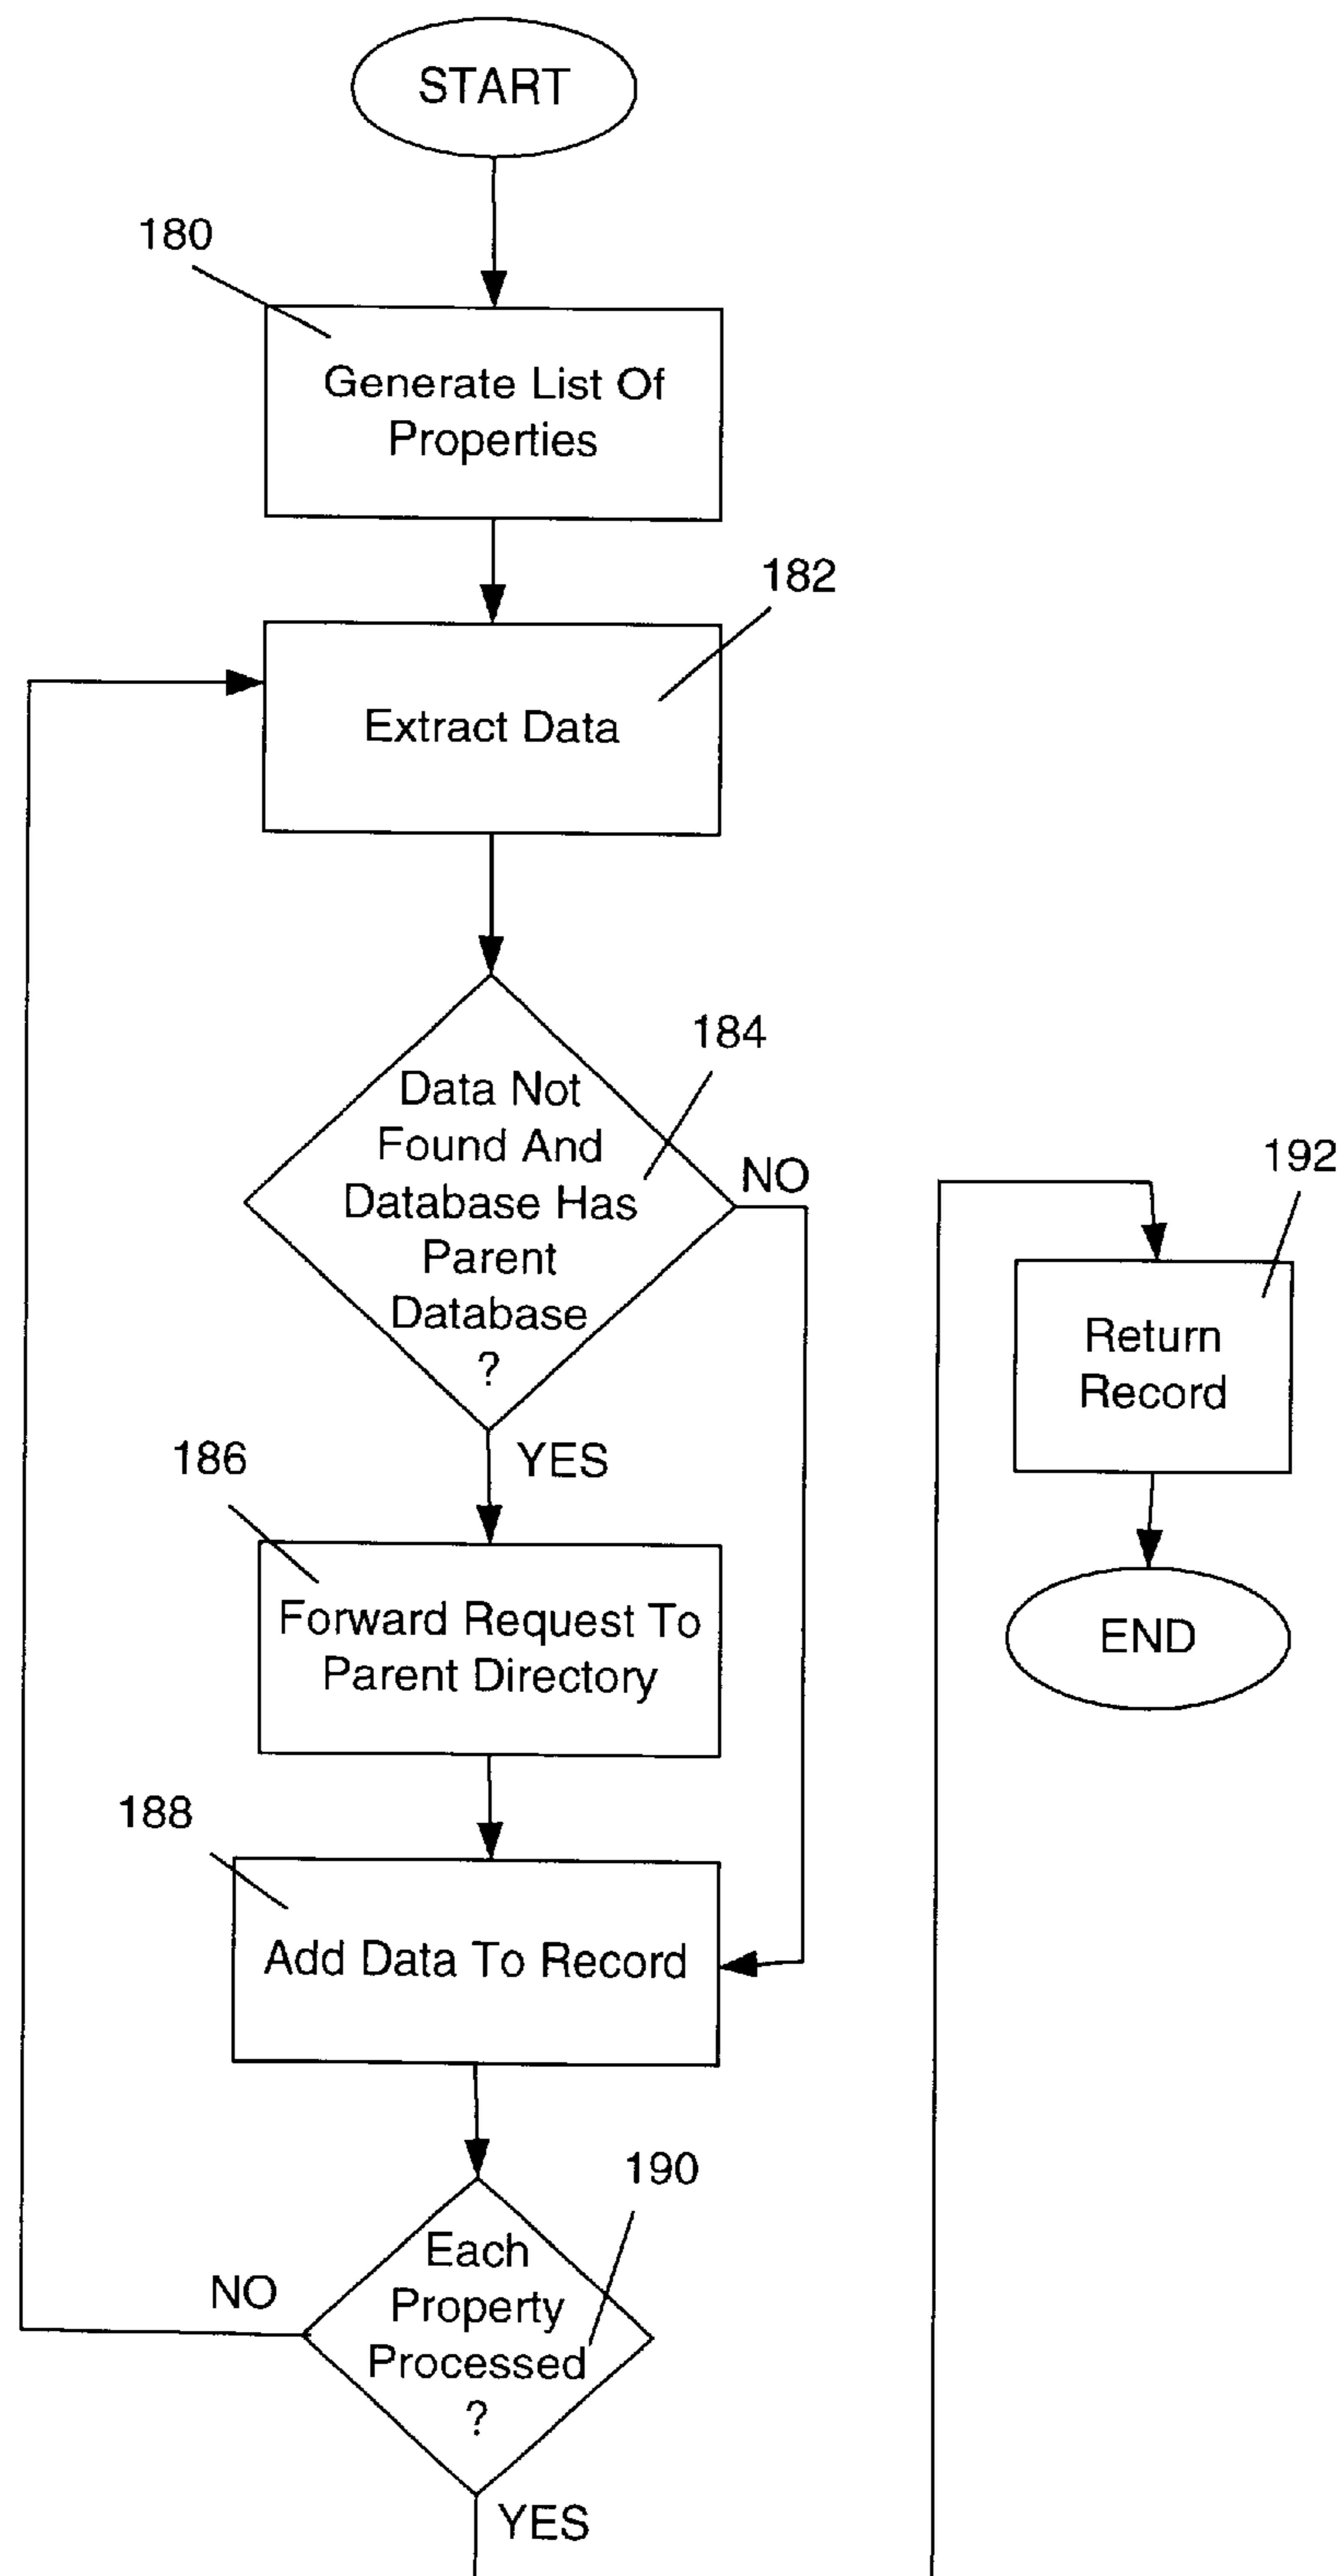 START
180
Generate List Of
Properties
182
Extract Data
184
Data Not
Found And
Database Has
Parent
Database
?
NO
YES
186
Forward Request To
Parent Directory
188
Add Data To Record
190
Each
Property
Processed
?
NO
YES
192
Return
Record
END